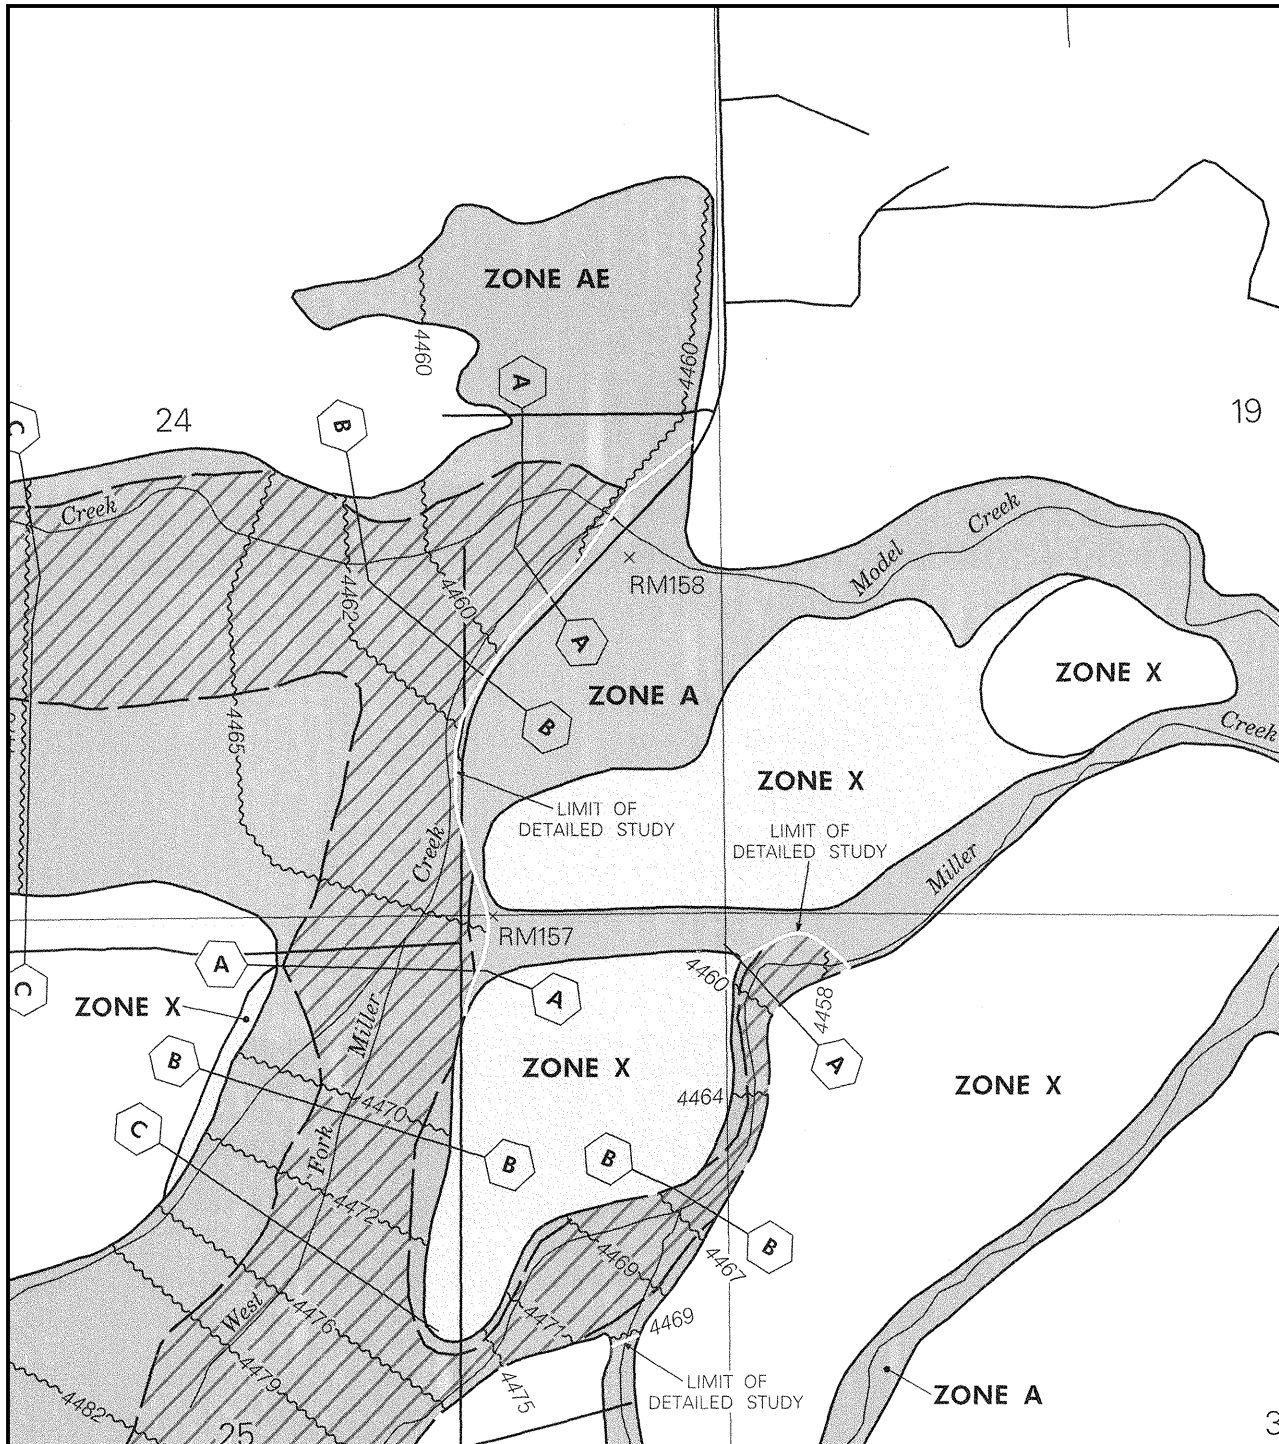 ZONE AE
4460
4460
A
B
C
24
19
Creek
Creek
Model
RM158
4462
4460
A
ZONE A
ZONE X
B
Creek
4465
ZONE X
LIMIT OF
DETAILED STUDY
LIMIT OF
DETAILED STUDY
Creek
Miller
RM157
A
4460
4458
C
A
ZONE X
Miller
B
ZONE X
A
ZONE X
4464
4470
C
Fork
B
B
4472
B
4469
4467
West
4476
4471
4469
4479
4475
LIMIT OF
DETAILED STUDY
ZONE A
4482
25
3